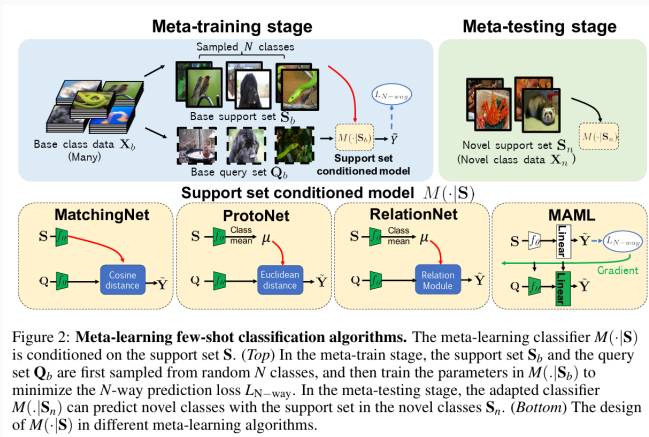 Meta-training stage
Meta-testing stage
Sampled N classes
Base support set S_b
Base class data X_b
(Many)
Base query set Q_b
M(·|S_b)
L_{N-way}
Ỹ
Support set
conditioned model
Novel support set S_n
(Novel class data X_n)
M(·|S_n)
Support set conditioned model M(·|S)
MatchingNet
S f_θ
Q f_θ
Cosine
distance
Ỹ
ProtoNet
S f_θ Class
mean μ
Q f_θ
Euclidean
distance
Ỹ
RelationNet
S f_θ Class
mean μ
Q f_θ
Relation
Module
Ỹ
MAML
S f_θ Linear Ỹ L_{N-way}
Gradient
Q f_θ Linear Ỹ
Figure 2: Meta-learning few-shot classification algorithms. The meta-learning classifier M(·|S)
is conditioned on the support set S. (Top) In the meta-train stage, the support set S_b and the query
set Q_b are first sampled from random N classes, and then train the parameters in M(.|S_b) to
minimize the N-way prediction loss L_{N-way}. In the meta-testing stage, the adapted classifier
M(.|S_n) can predict novel classes with the support set in the novel classes S_n. (Bottom) The design
of M(·|S) in different meta-learning algorithms.